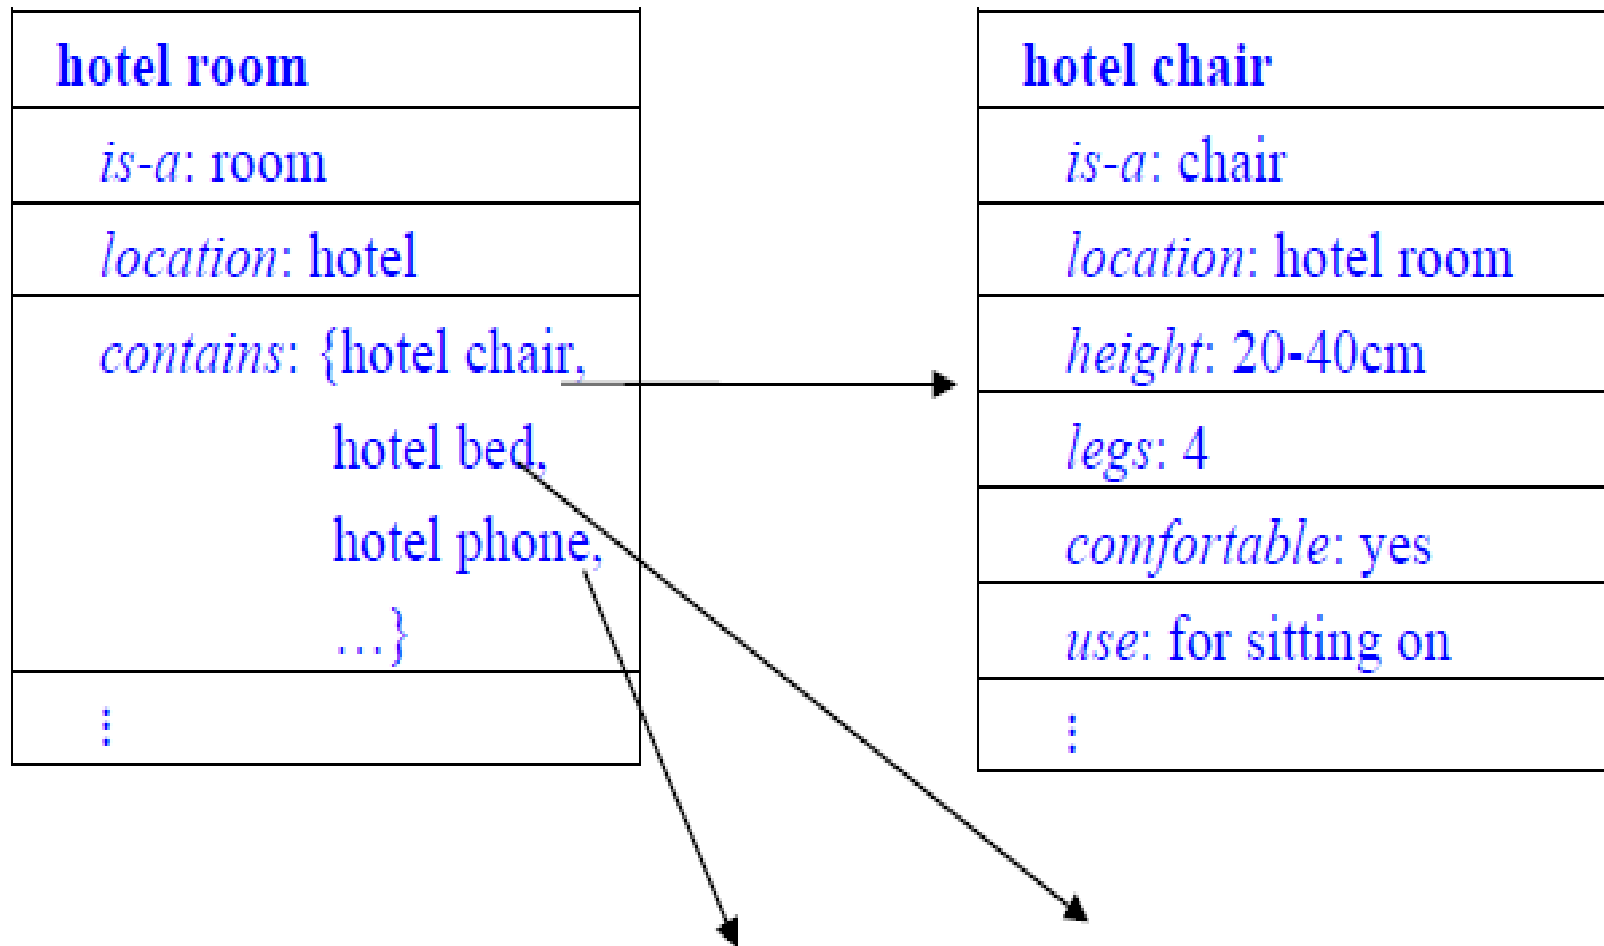 hotel room
is-a: room
location: hotel
contains: {hotel chair,
hotel bed,
hotel phone,
…}
⋮
hotel chair
is-a: chair
location: hotel room
height: 20-40cm
legs: 4
comfortable: yes
use: for sitting on
⋮